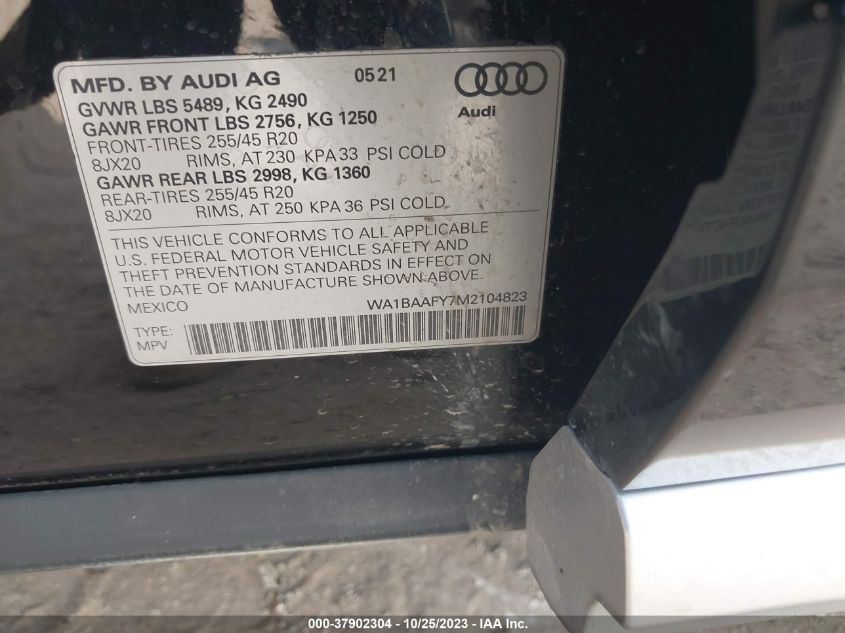 MFD. BY AUDI AG 0521
GVWR LBS 5489, KG 2490
Audi
GAWR FRONT LBS 2756, KG 1250
FRONT-TIRES 255/45 R20
8JX20 RIMS, AT 230 KPA 33 PSI COLD
GAWR REAR LBS 2998, KG 1360
REAR-TIRES 255/45 R20
8JX20 RIMS, AT 250 KPA 36 PSI COLD
THIS VEHICLE CONFORMS TO ALL APPLICABLE
U.S. FEDERAL MOTOR VEHICLE SAFETY AND
THEFT PREVENTION STANDARDS IN EFFECT ON
THE DATE OF MANUFACTURE SHOWN ABOVE.
MEXICO WA1BAAFY7M2104823
TYPE:
MPV
000-37902304 - 10/25/2023 - IAA Inc.